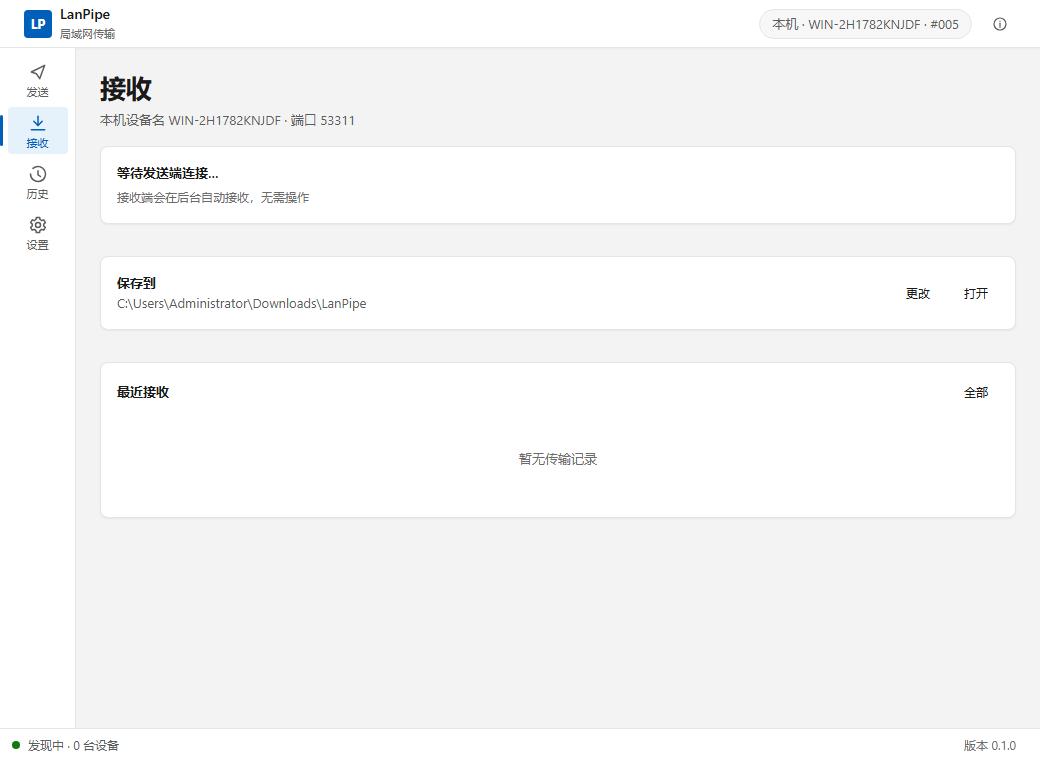 LP
LanPipe
局域网传输
本机 · WIN-2H1782KNJDF · #005
发送
接收
历史
设置
接收
本机设备名 WIN-2H1782KNJDF · 端口 53311
等待发送端连接...
接收端会在后台自动接收，无需操作
保存到
C:\Users\Administrator\Downloads\LanPipe
更改
打开
最近接收
全部
暂无传输记录
发现中 · 0 台设备
版本 0.1.0